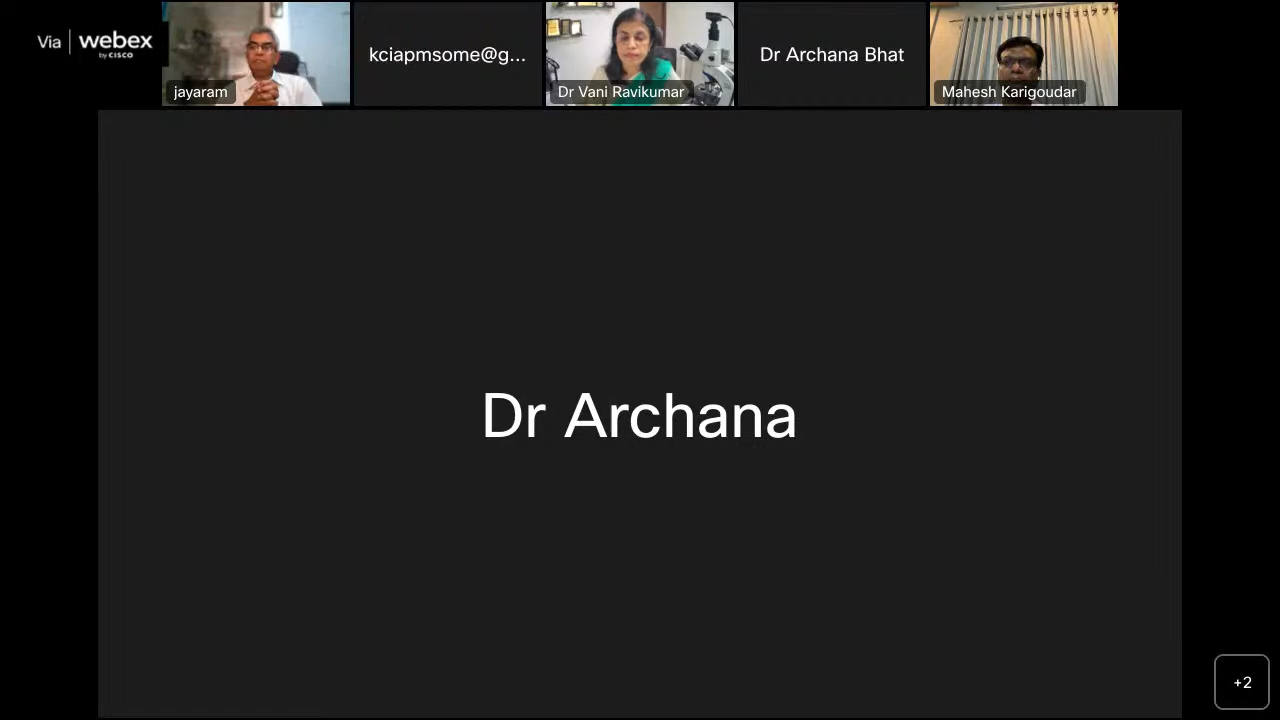 Via webex
by CISCO
jayaram
kciapmsome@g...
Dr Vani Ravikumar
Dr Archana Bhat
Mahesh Karigoudar
Dr Archana
+2